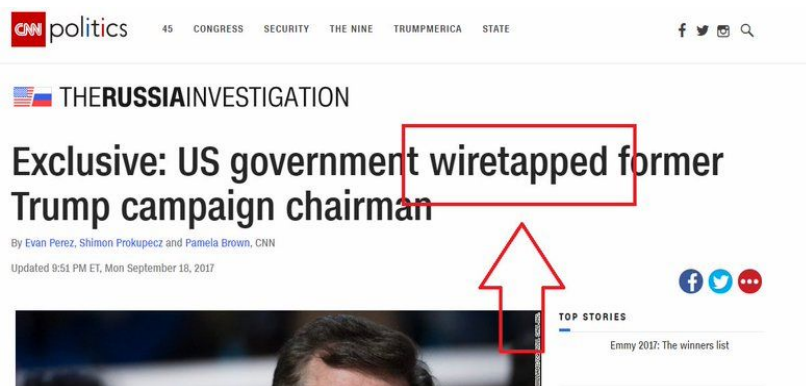 CNN politics 45 CONGRESS SECURITY THE NINE TRUMPMERICA STATE
THERUSSIAINVESTIGATION
Exclusive: US government wiretapped former
Trump campaign chairman
By Evan Perez, Shimon Prokupecz and Pamela Brown, CNN
Updated 9:51 PM ET, Mon September 18, 2017
TOP STORIES
Emmy 2017: The winners list